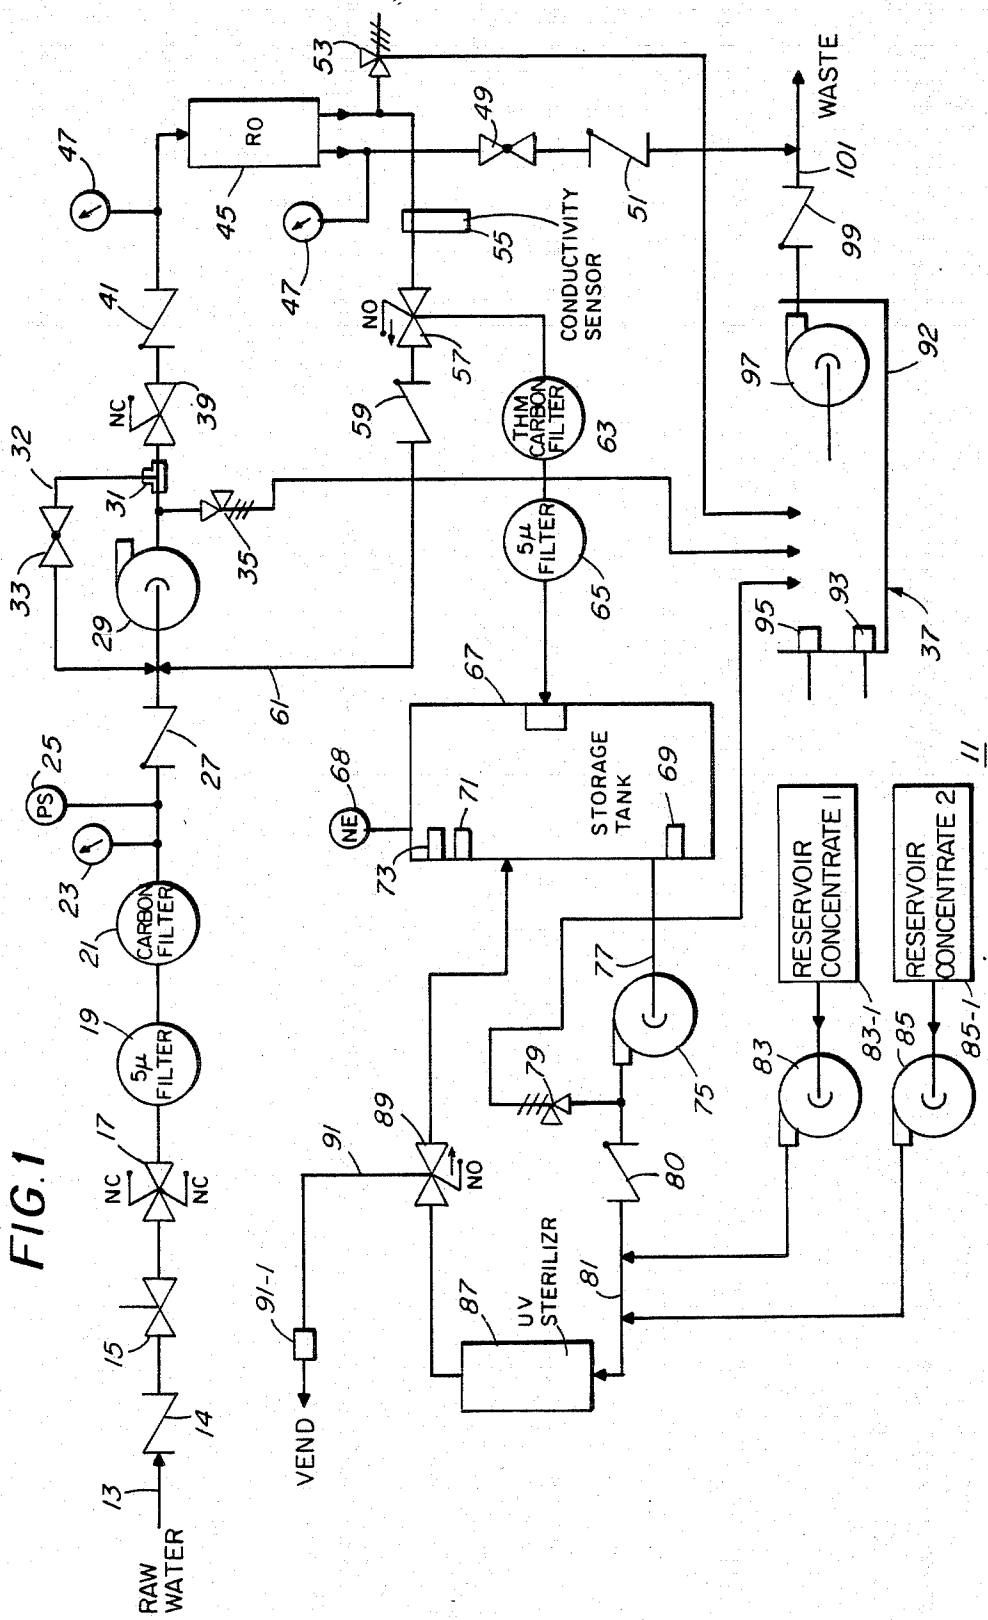 FIG. 1
RAW
WATER
13
14
15
17
NC
NC
19
5μ
FILTER
21
CARBON
FILTER
23
25
PS
27
29
31
32
33
35
NC
39
41
47
45
RO
47
53
49
51
55
CONDUCTIVITY
SENSOR
NO
57
59
61
THM
CARBON
FILTER
63
5μ
FILTER
65
67
STORAGE
TANK
68
NE
69
71
73
75
77
79
80
81
83
83-1
RESERVOIR
CONCENTRATE 1
85
85-1
RESERVOIR
CONCENTRATE 2
87
UV
STERILIZR
89
NO
91
91-1
VEND
92
93
95
37
97
99
101
WASTE
11